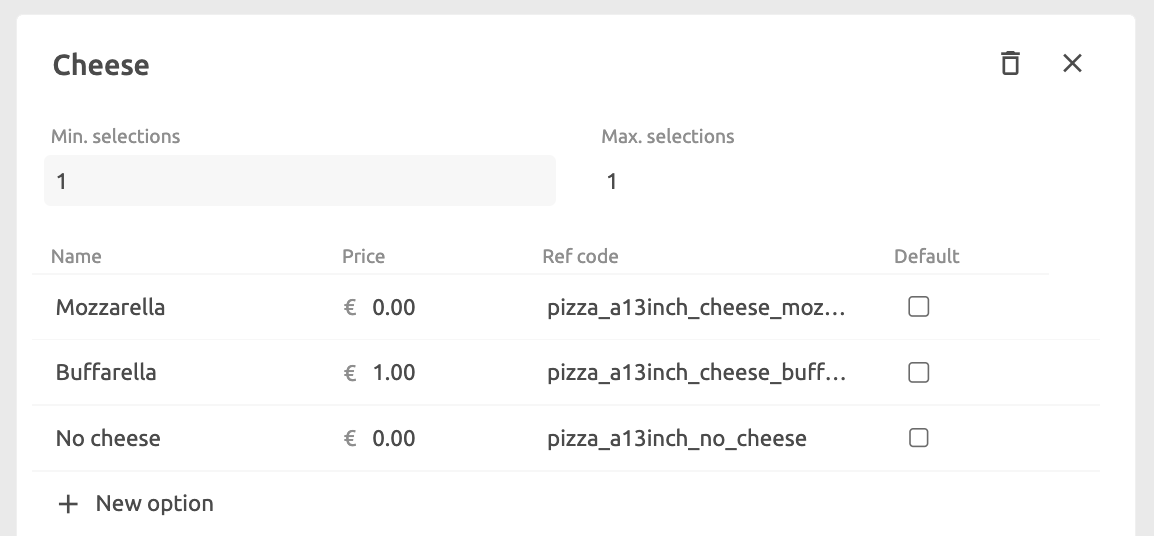 Cheese
Min. selections Max. selections
1 1
Name Price Ref code Default
Mozzarella € 0.00 pizza_a13inch_cheese_moz...
Buffarella € 1.00 pizza_a13inch_cheese_buff...
No cheese € 0.00 pizza_a13inch_no_cheese
+ New option